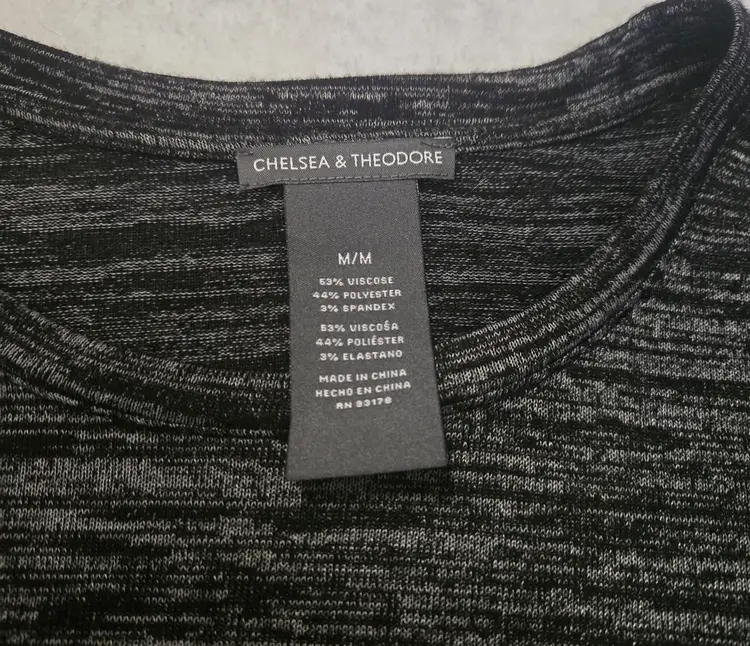 CHELSEA & THEODORE
M/M
53% VISCOSE
44% POLYESTER
3% SPANDEX
53% VISCOSA
44% POLIÉSTER
3% ELASTANO
MADE IN CHINA
HECHO EN CHINA
RN 93178